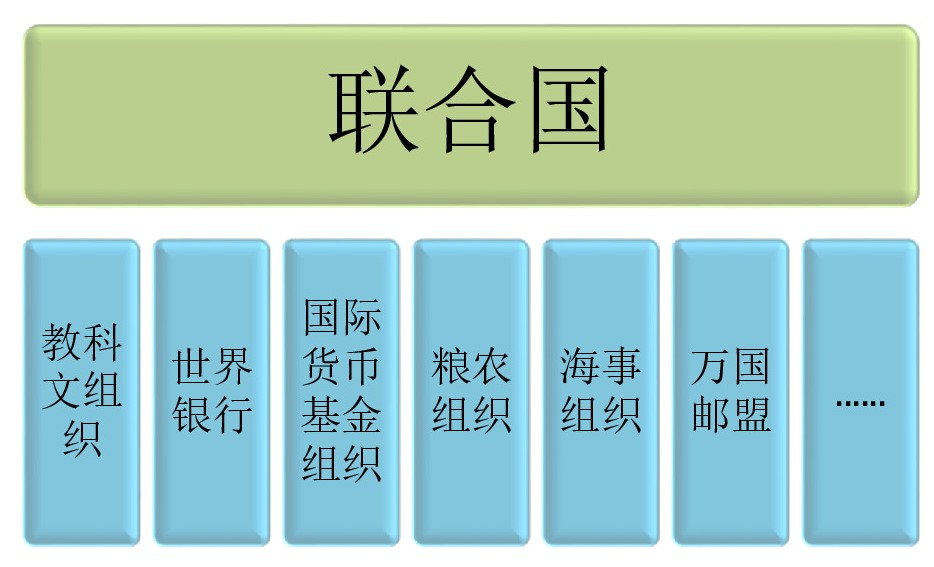 联合国
教科
文组
织
世界
银行
国际
货币
基金
组织
粮农
组织
海事
组织
万国
邮盟
......